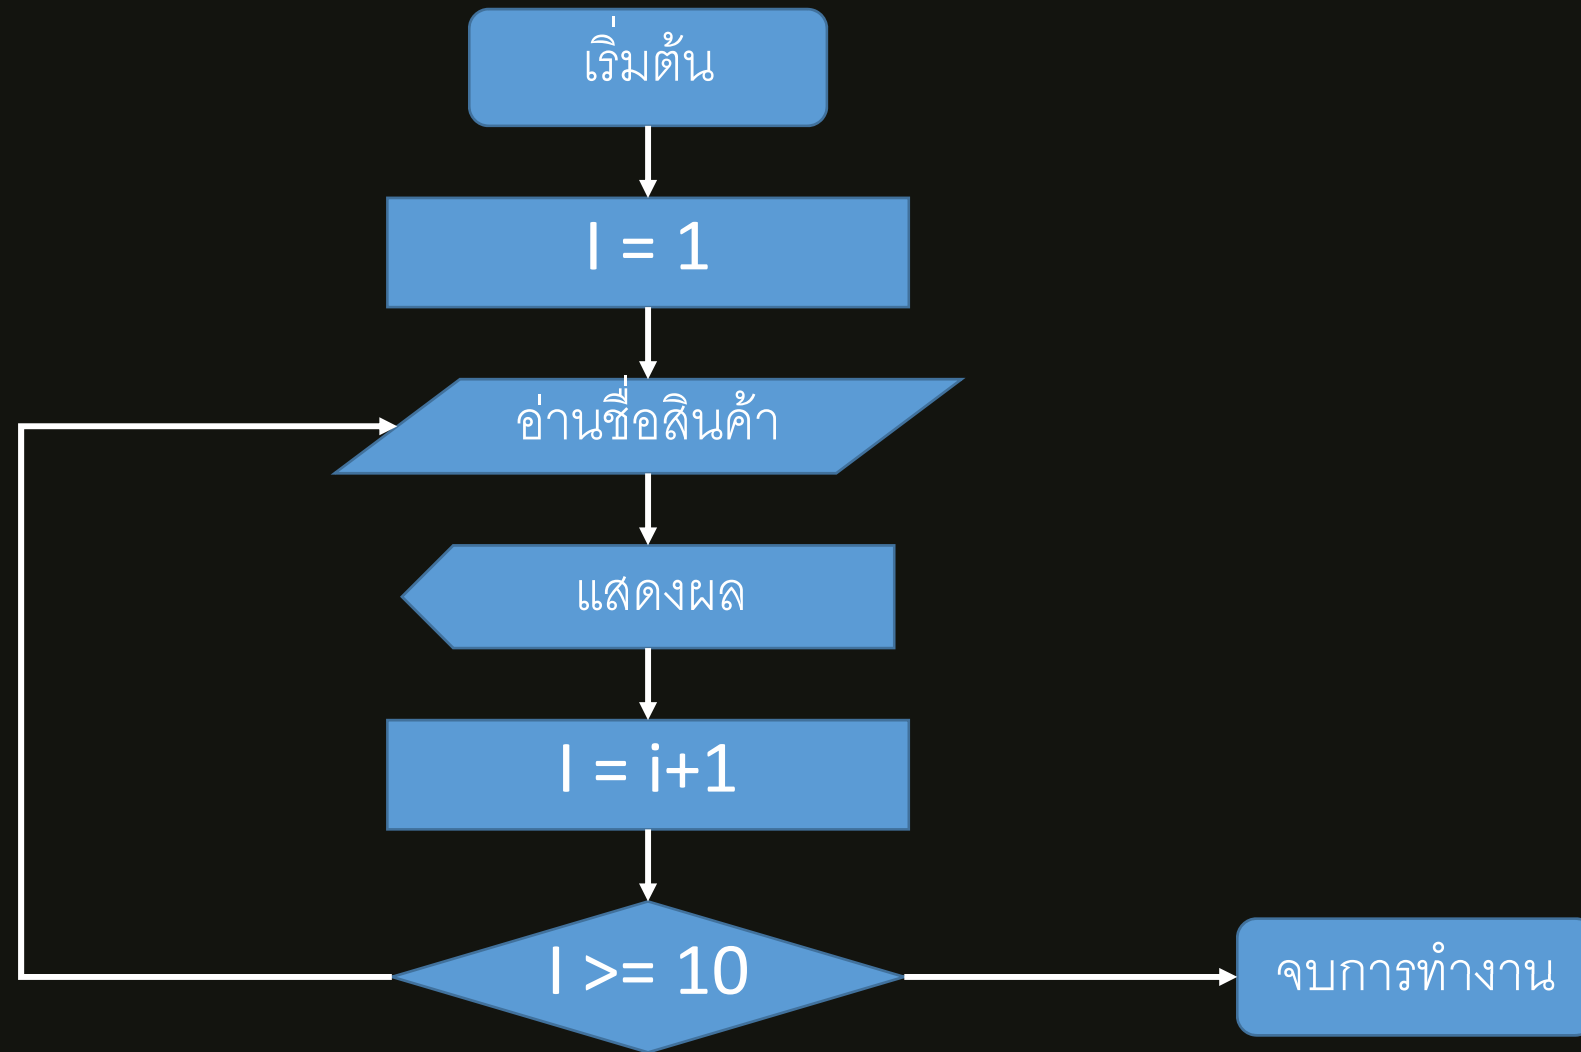 เริ่มต้น
I = 1
อ่านชื่อสินค้า
แสดงผล
I = i+1
I >= 10
จบการทำงาน